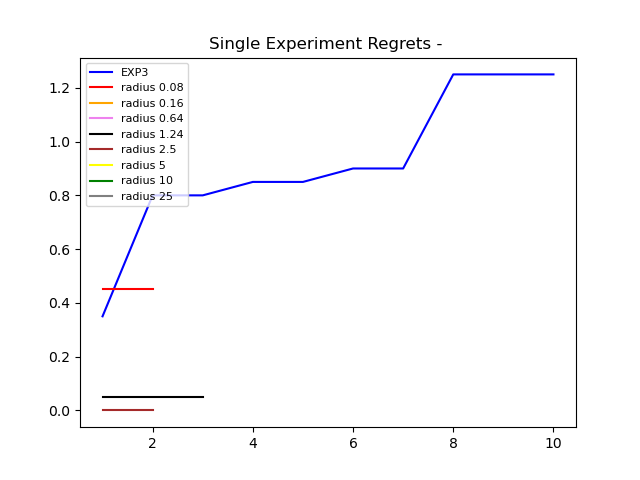 Single Experiment Regrets -
EXP3
radius 0.08
radius 0.16
radius 0.64
radius 1.24
radius 2.5
radius 5
radius 10
radius 25
1.2
1.0
0.8
0.6
0.4
0.2
0.0
2 4 6 8 10